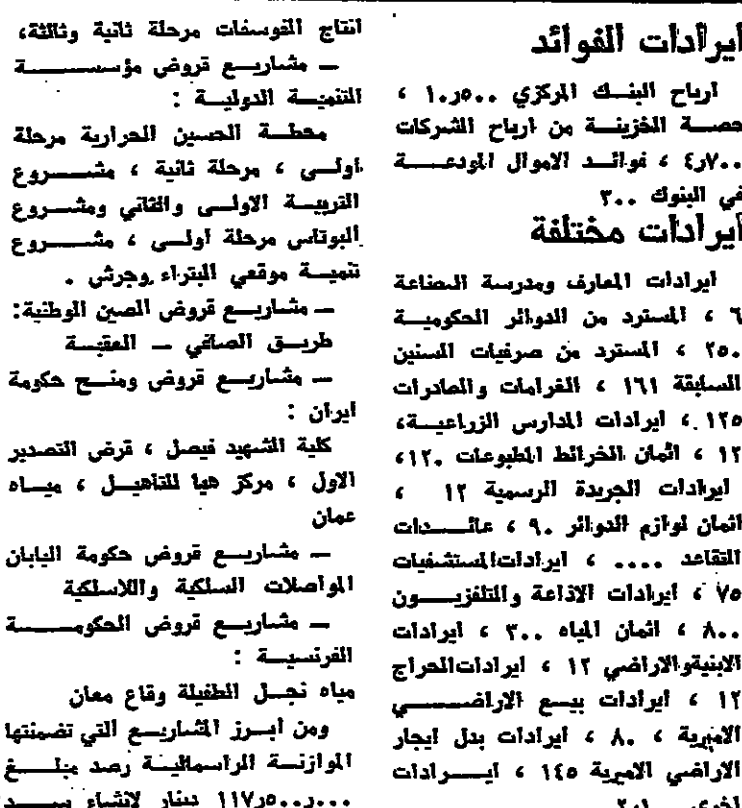 ايرادات الفوائد
ارباح البنك المركزي ١٠٫٥٠٠ ،
حصة الخزينة من ارباح الشركات
٤٫٧٠٠ ، فوائد الاموال المودعة
في البنوك ٣٠٠
ايرادات مختلفة
ايرادات المعارف ومدرسة الصناعة
٦ ، المسترد من الدوائر الحكومية
٢٥٠ ، المسترد من صرفيات السنين
السابقة ١٦١ ، الغرامات والمصادرات
١٢٥ ، ايرادات المدارس الزراعية،
١٢ ، اثمان الخرائط المطبوعات ١٢٠،
ايرادات الجريدة الرسمية ١٢ ،
اثمان لوازم الدوائر ٩٠ ، عائدات
التقاعد ، ايرادات المستشفيات
٧٥ ، ايرادات الاذاعة والتلفزيون
٨٠٠ ، اثمان المياه ٣٠٠ ، ايرادات
الابنية والاراضي ١٢ ، ايرادات الحراج
١٢ ، ايرادات بيع الاراضي
الاميرية ، ٨٠ ، ايرادات بدل ايجار
الاراضي الاميرية ١٤٥ ، ايرادات
اخرى
انتاج الفوسفات مرحلة ثانية وثالثة،
— مشاريع قروض مؤسسة
التنمية الدولية :
محطة الحسين الحرارية مرحلة
اولى ، مرحلة ثانية ، مشروع
التربية الاولى والثاني ومشروع
البوتاس مرحلة اولى ، مشروع
تنمية موقعي البتراء وجرش .
— مشاريع قروض الصين الوطنية:
طريق الصافي — العقبة
— مشاريع قروض ومنح حكومة
ايران :
كلية الشهيد فيصل ، قرض التصدير
الاول ، مركز هيا للتاهيل ، مياه
عمان
— مشاريع قروض حكومة اليابان
المواصلات السلكية واللاسلكية
— مشاريع قروض الحكومة
الفرنسية :
مياه نجل الطفيلة وقاع معان
ومن ابرز المشاريع التي تضمنتها
الموازنة الراسمالية رصد مبلغ
دينار لانشاء سد